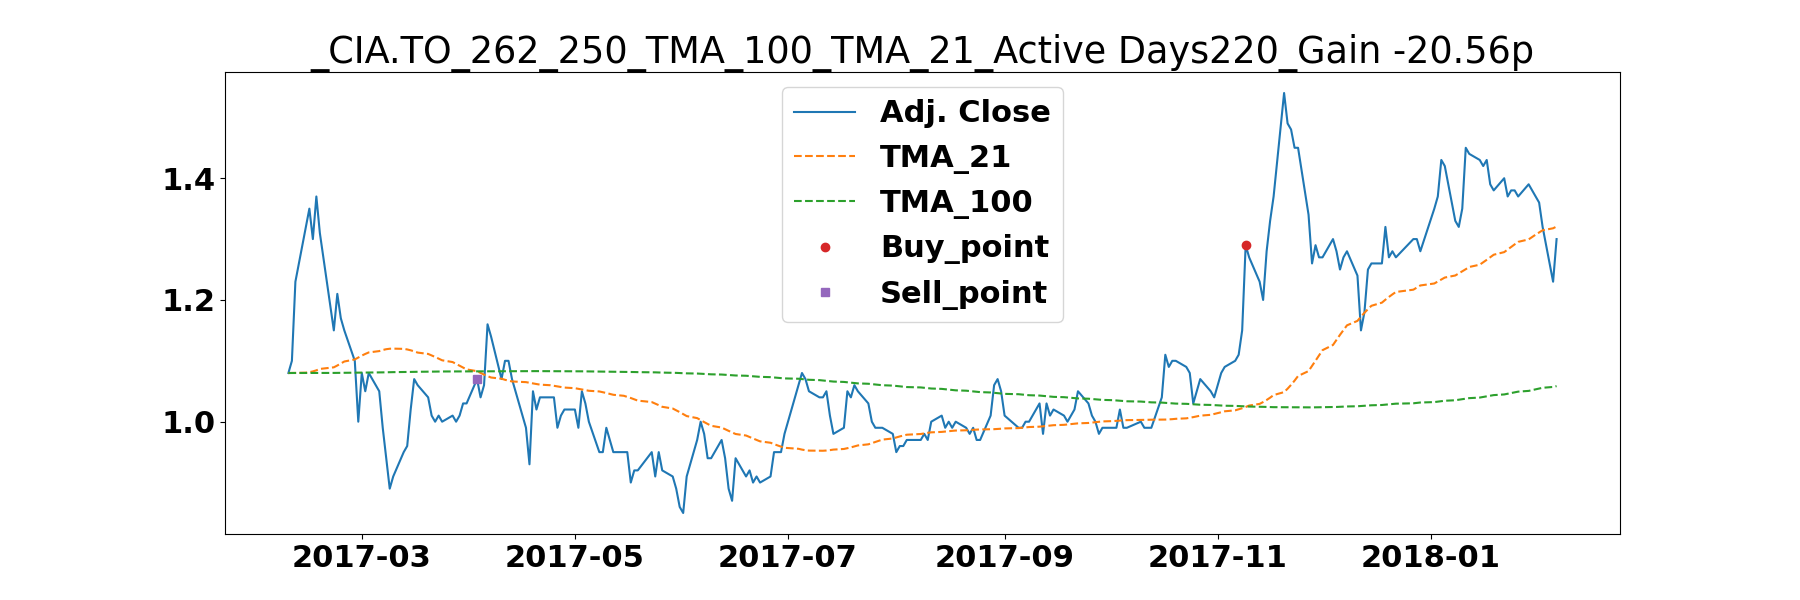 _CIA.TO_262_250_TMA_100_TMA_21_Active Days220_Gain -20.56p
Adj. Close
TMA_21
TMA_100
Buy_point
Sell_point
1.4
1.2
1.0
2017-03 2017-05 2017-07 2017-09 2017-11 2018-01